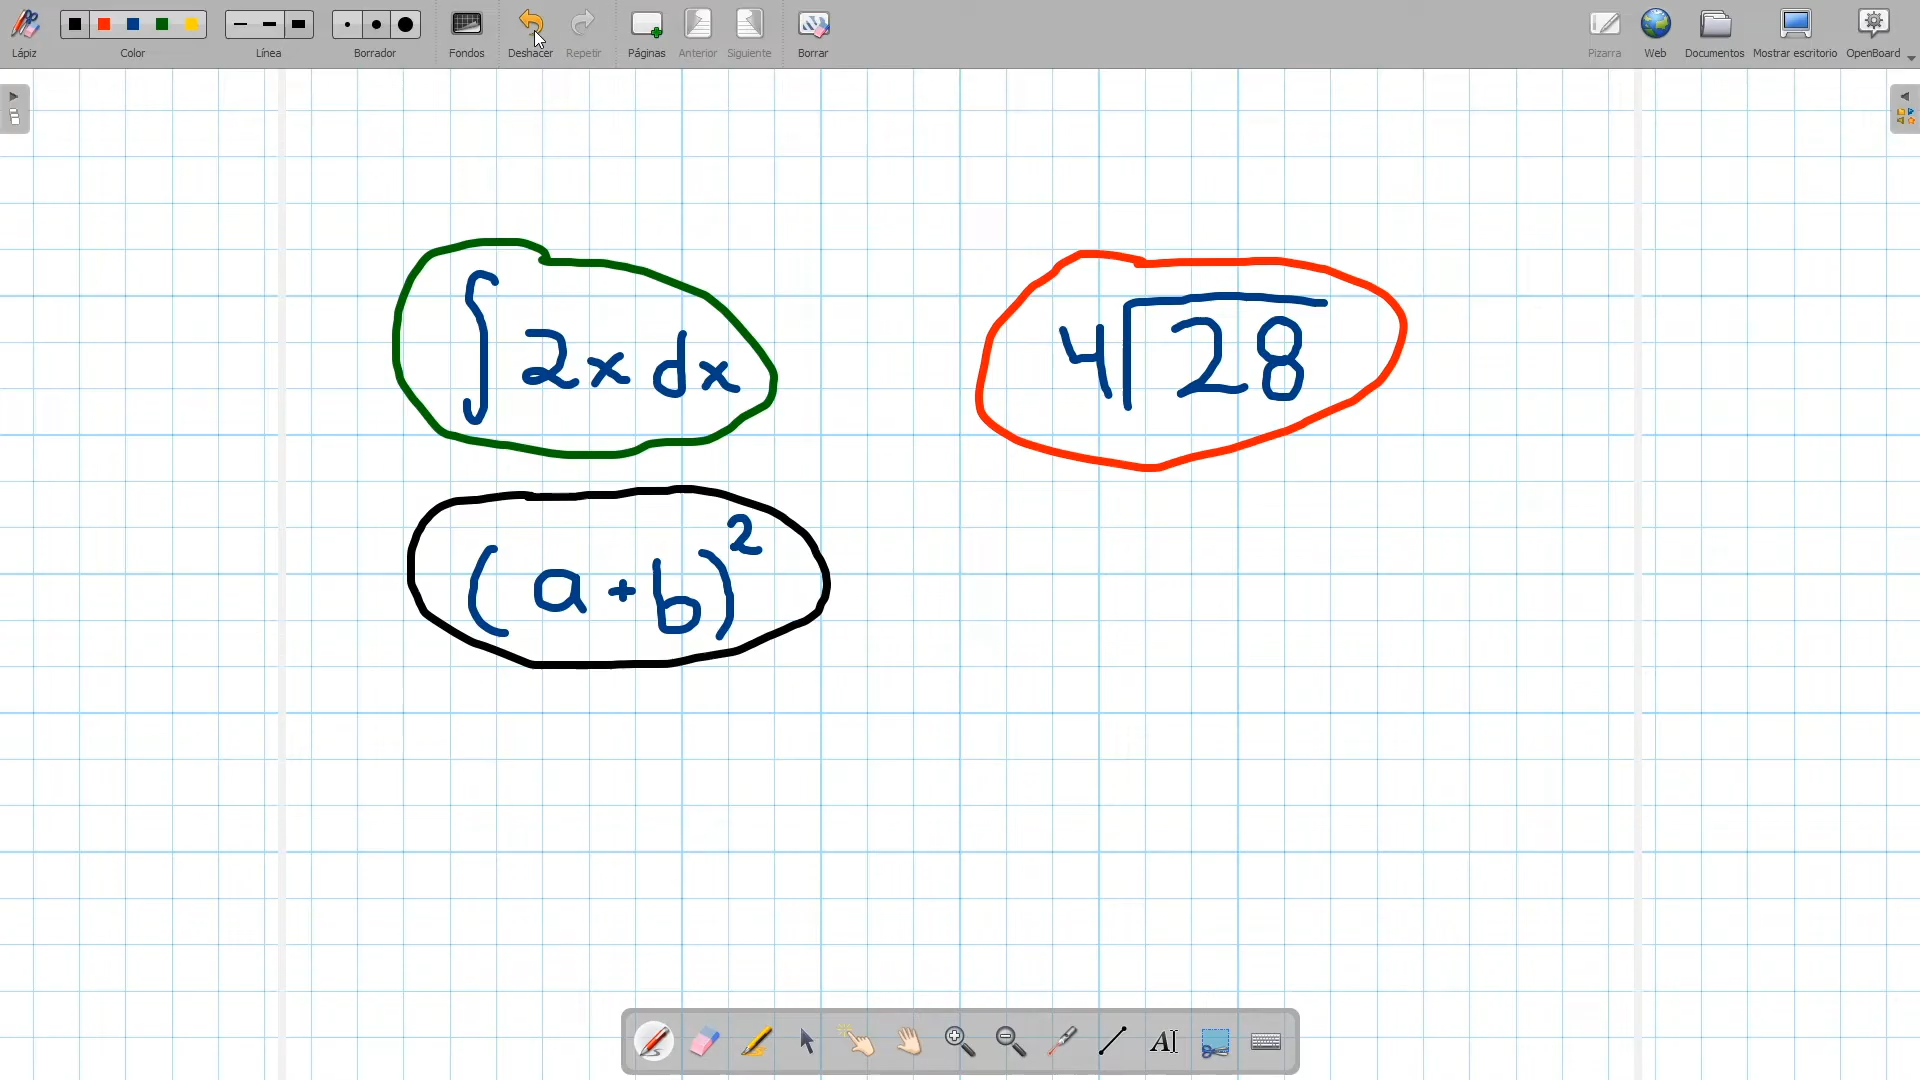 Lápiz Color Línea Borrador Fondos Deshacer Repetir Páginas Anterior Siguiente Borrar Pizarra Web Documentos Mostrar escritorio OpenBoard
∫ 2x dx
4 28
(a+b)²